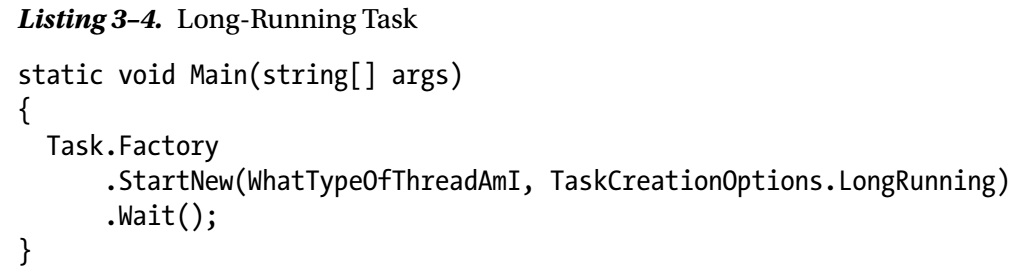 Listing 3–4. Long-Running Task
static void Main(string[] args)
{
  Task.Factory
      .StartNew(WhatTypeOfThreadAmI, TaskCreationOptions.LongRunning)
      .Wait();
}